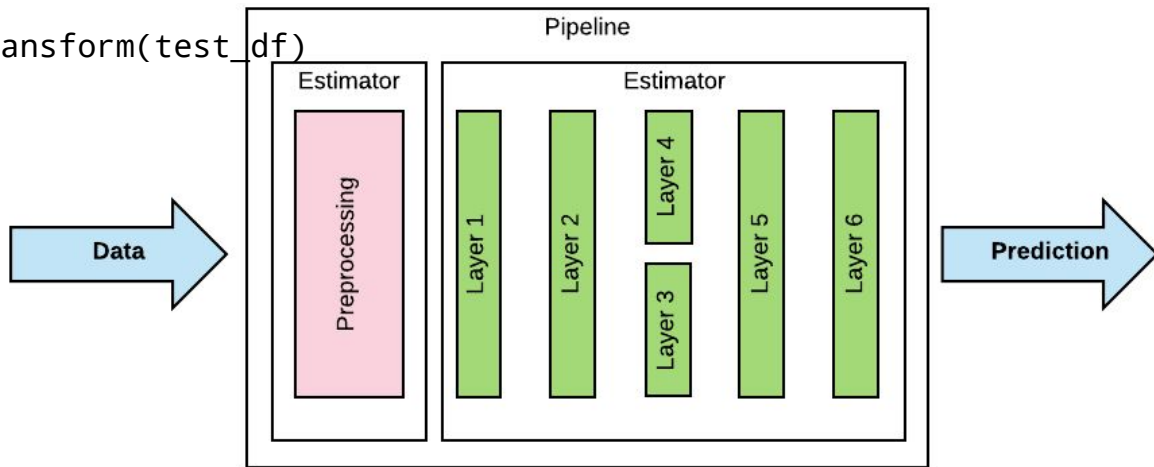 Pipeline
ansform(test_df)
Estimator
Estimator
Preprocessing
Layer 1
Layer 2
Layer 4
Layer 3
Layer 5
Layer 6
Data
Prediction